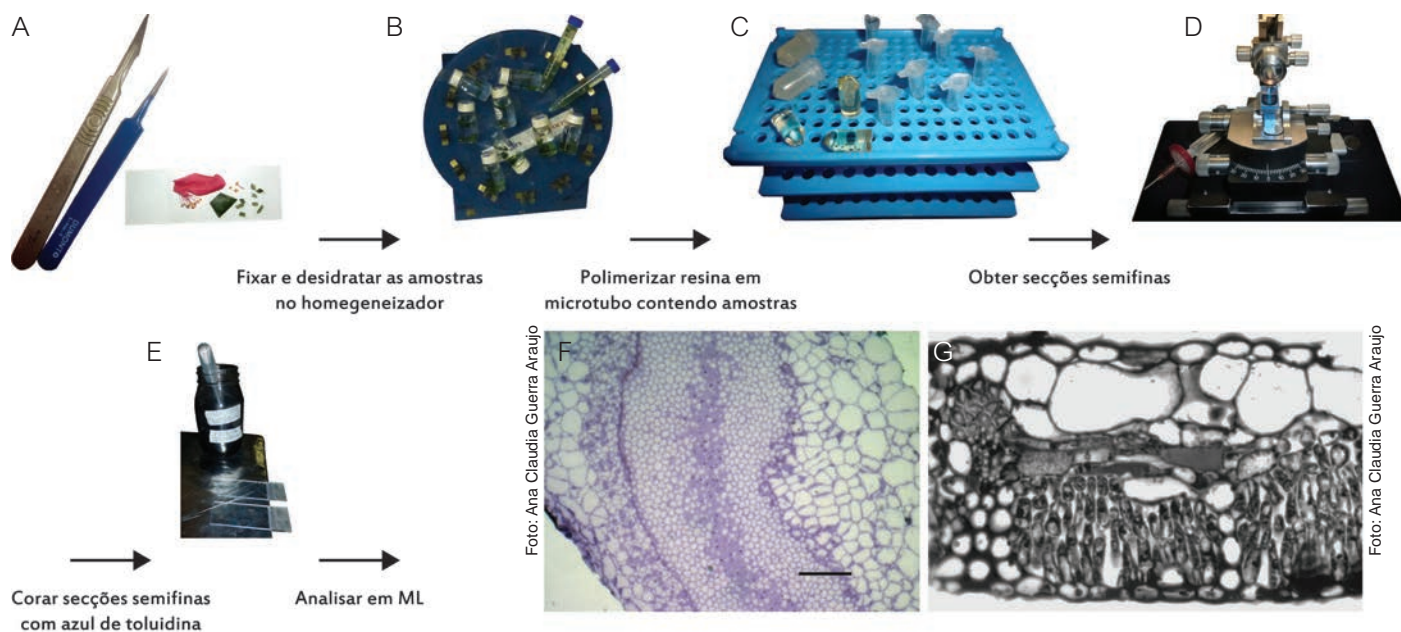 A
B
C
D
DUMONT
Fixar e desidratar as amostras
no homegeneizador
Polimerizar resina em
microtubo contendo amostras
Obter secções semifinas
E
F
G
Foto: Ana Claudia Guerra Araujo
Foto: Ana Claudia Guerra Araujo
Corar secções semifinas
com azul de toluidina
Analisar em ML